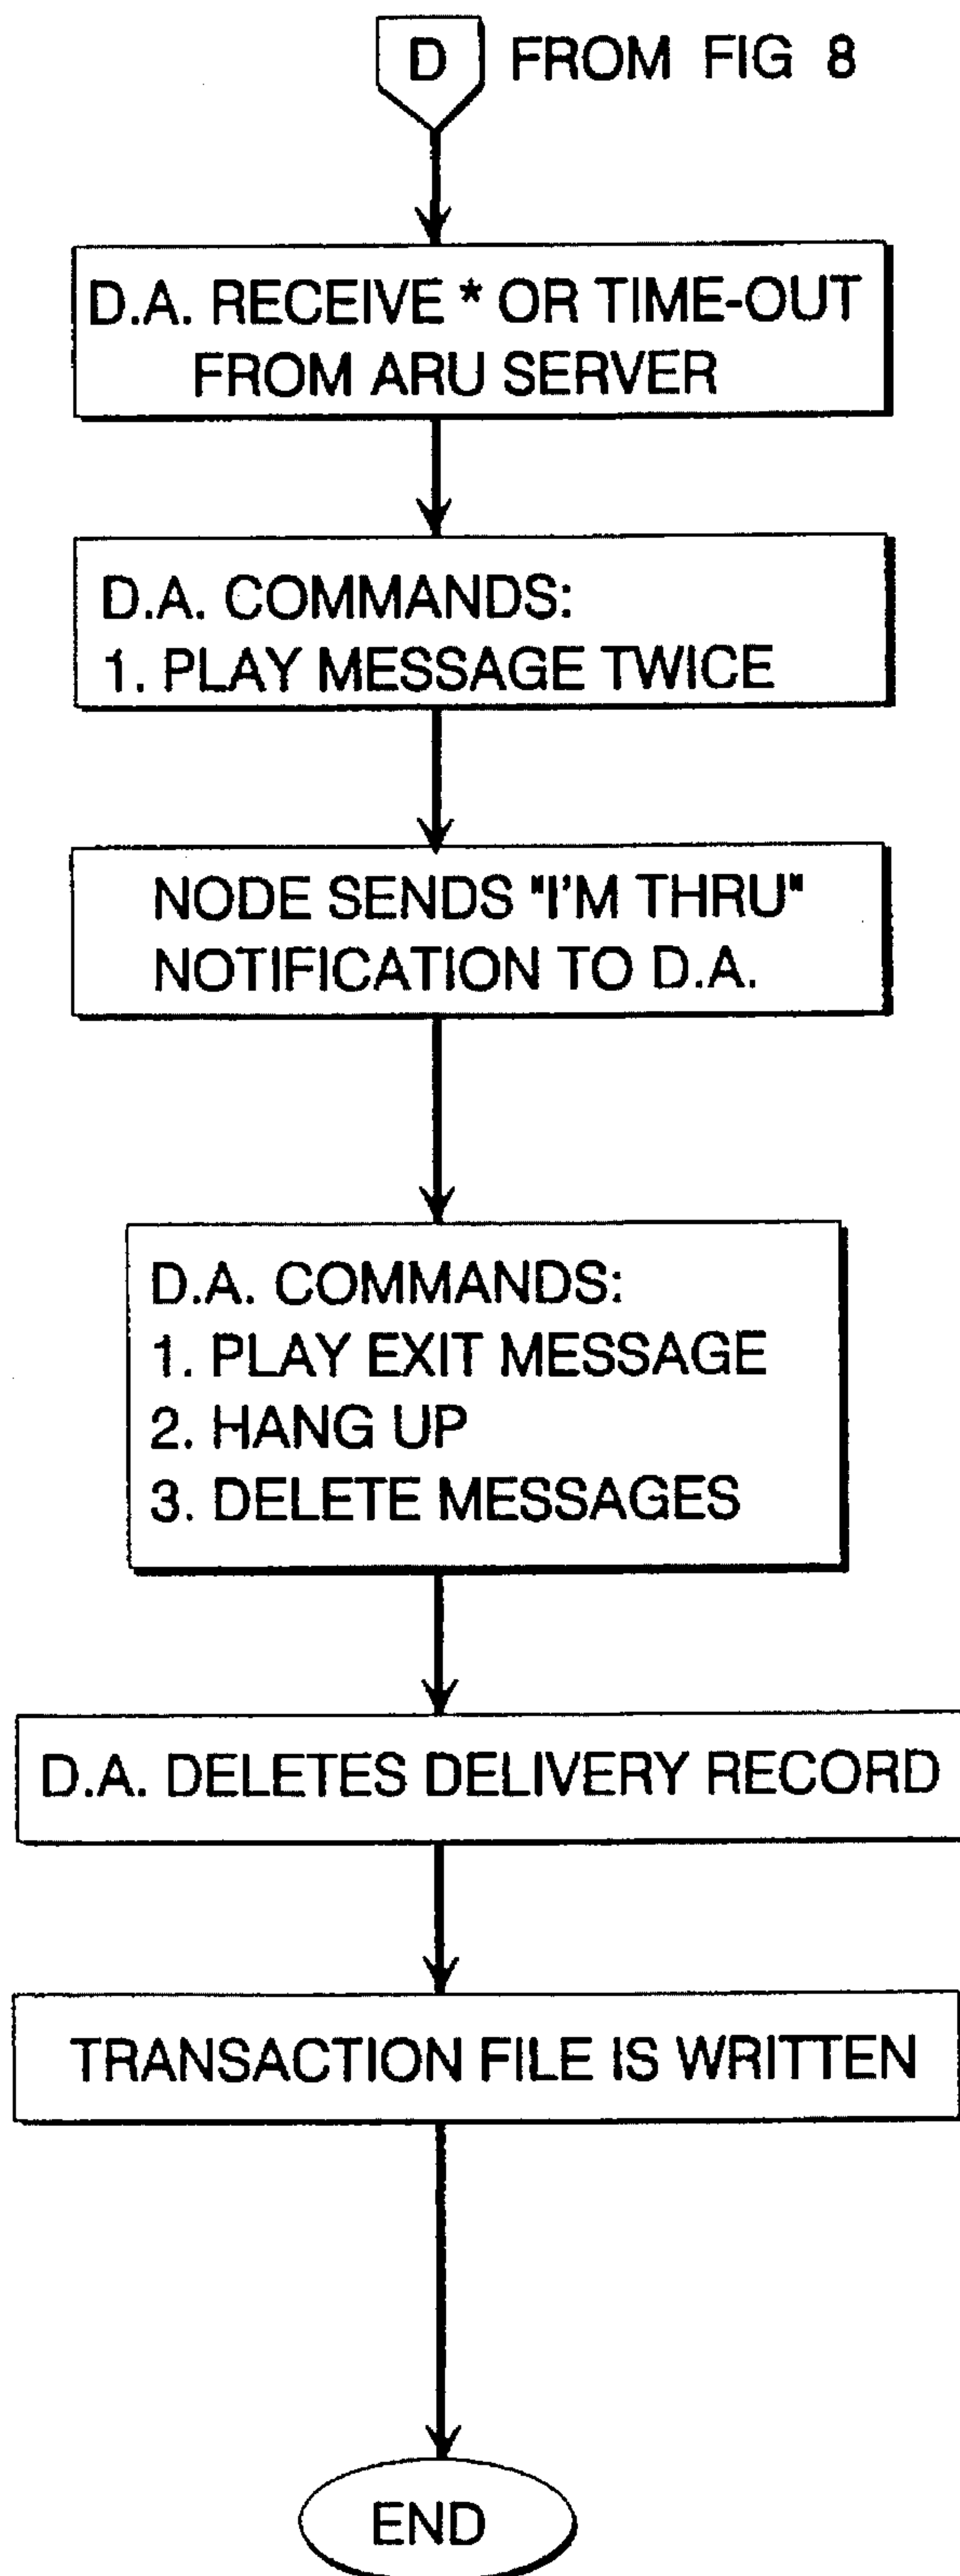 D FROM FIG 8
D.A. RECEIVE * OR TIME-OUT
FROM ARU SERVER
D.A. COMMANDS:
1. PLAY MESSAGE TWICE
NODE SENDS "I'M THRU"
NOTIFICATION TO D.A.
D.A. COMMANDS:
1. PLAY EXIT MESSAGE
2. HANG UP
3. DELETE MESSAGES
D.A. DELETES DELIVERY RECORD
TRANSACTION FILE IS WRITTEN
END